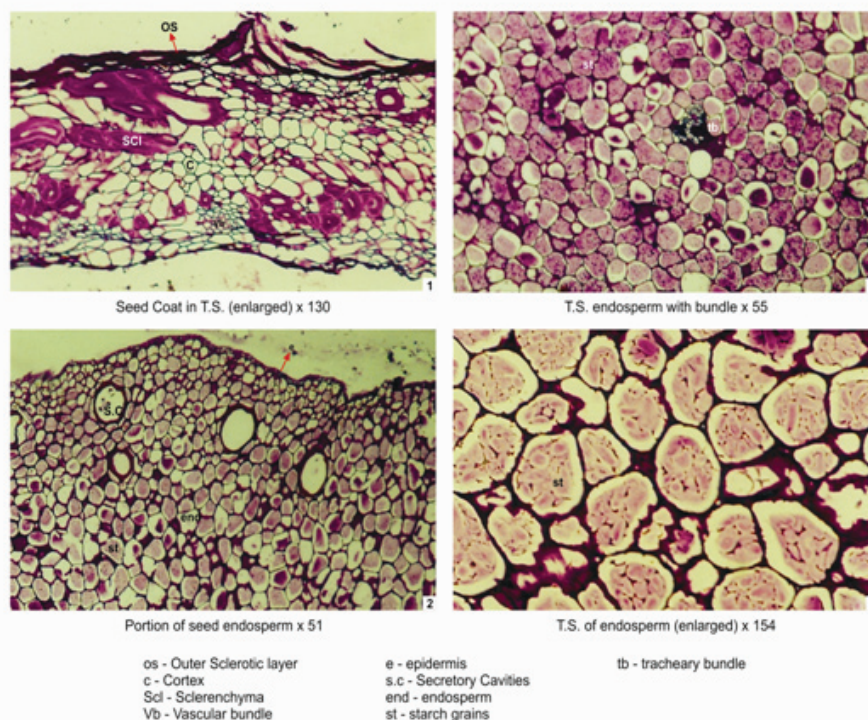 OS
Scl
C
1
Seed Coat in T.S. (enlarged) x 130
st
tb
T.S. endosperm with bundle x 55
e
S.C
end
st
2
Portion of seed endosperm x 51
st
T.S. of endosperm (enlarged) x 154
os - Outer Sclerotic layer
c - Cortex
Scl - Sclerenchyma
Vb - Vascular bundle
e - epidermis
s.c - Secretory Cavities
end - endosperm
st - starch grains
tb - tracheary bundle